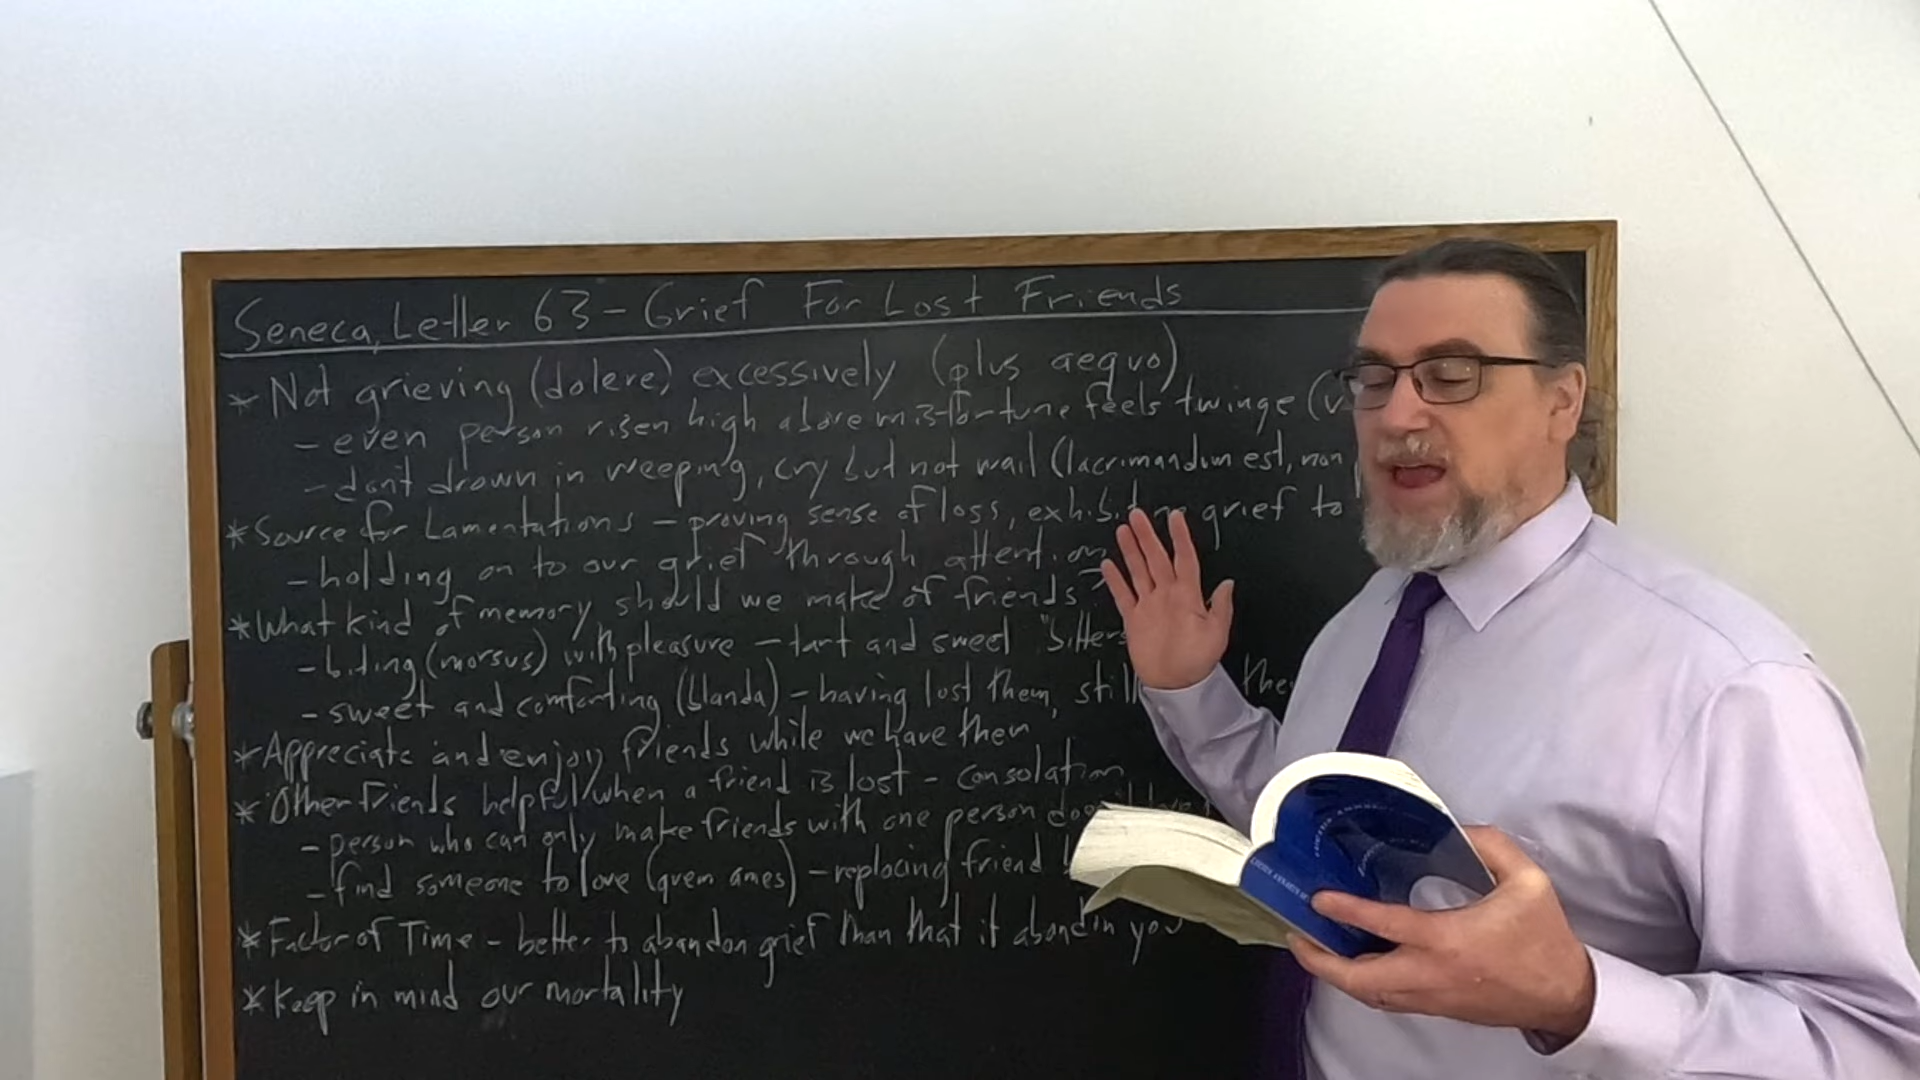 Seneca, Letter 63 - Grief For Lost Friends
* Not grieving (dolere) excessively (plus aequo)
- even person risen high above misfortune feels twinge (v
- don't drown in weeping, cry but not wail (lacrimandum est, non
* Source for Lamentations - proving sense of loss, exhibiting grief to
- holding on to our grief through attention
* What kind of memory should we make of friends?
- biting (morsus) with pleasure - tart and sweet "bitters
- sweet and comforting (blanda) - having lost them, still the
* Appreciate and enjoy friends while we have them
* Other friends helpful when a friend is lost - consolation
- person who can only make friends with one person
- find someone to love (quem ames) - replacing friend
* Factor of Time - better to abandon grief than that it abandin you
* Keep in mind our mortality